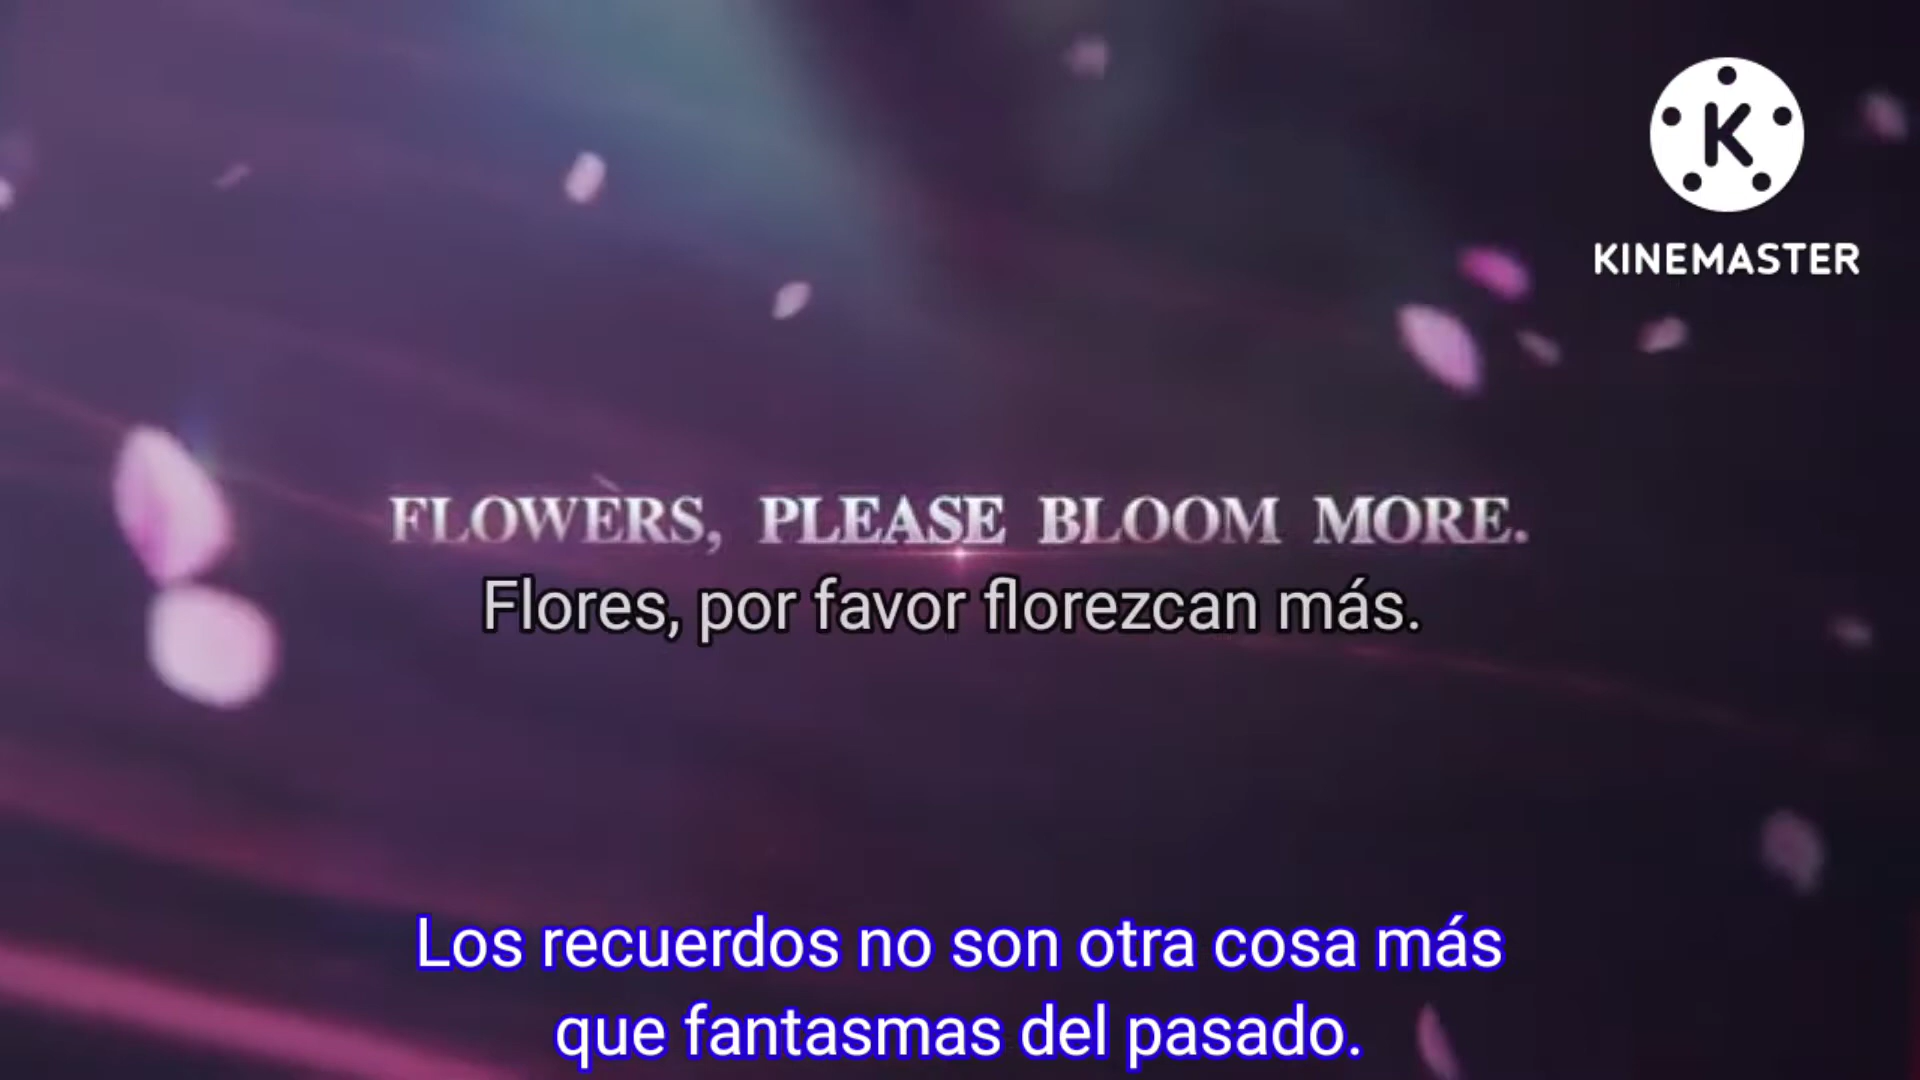 K
KINEMASTER
FLOWERS, PLEASE BLOOM MORE.
Flores, por favor florezcan más.
Los recuerdos no son otra cosa más
que fantasmas del pasado.